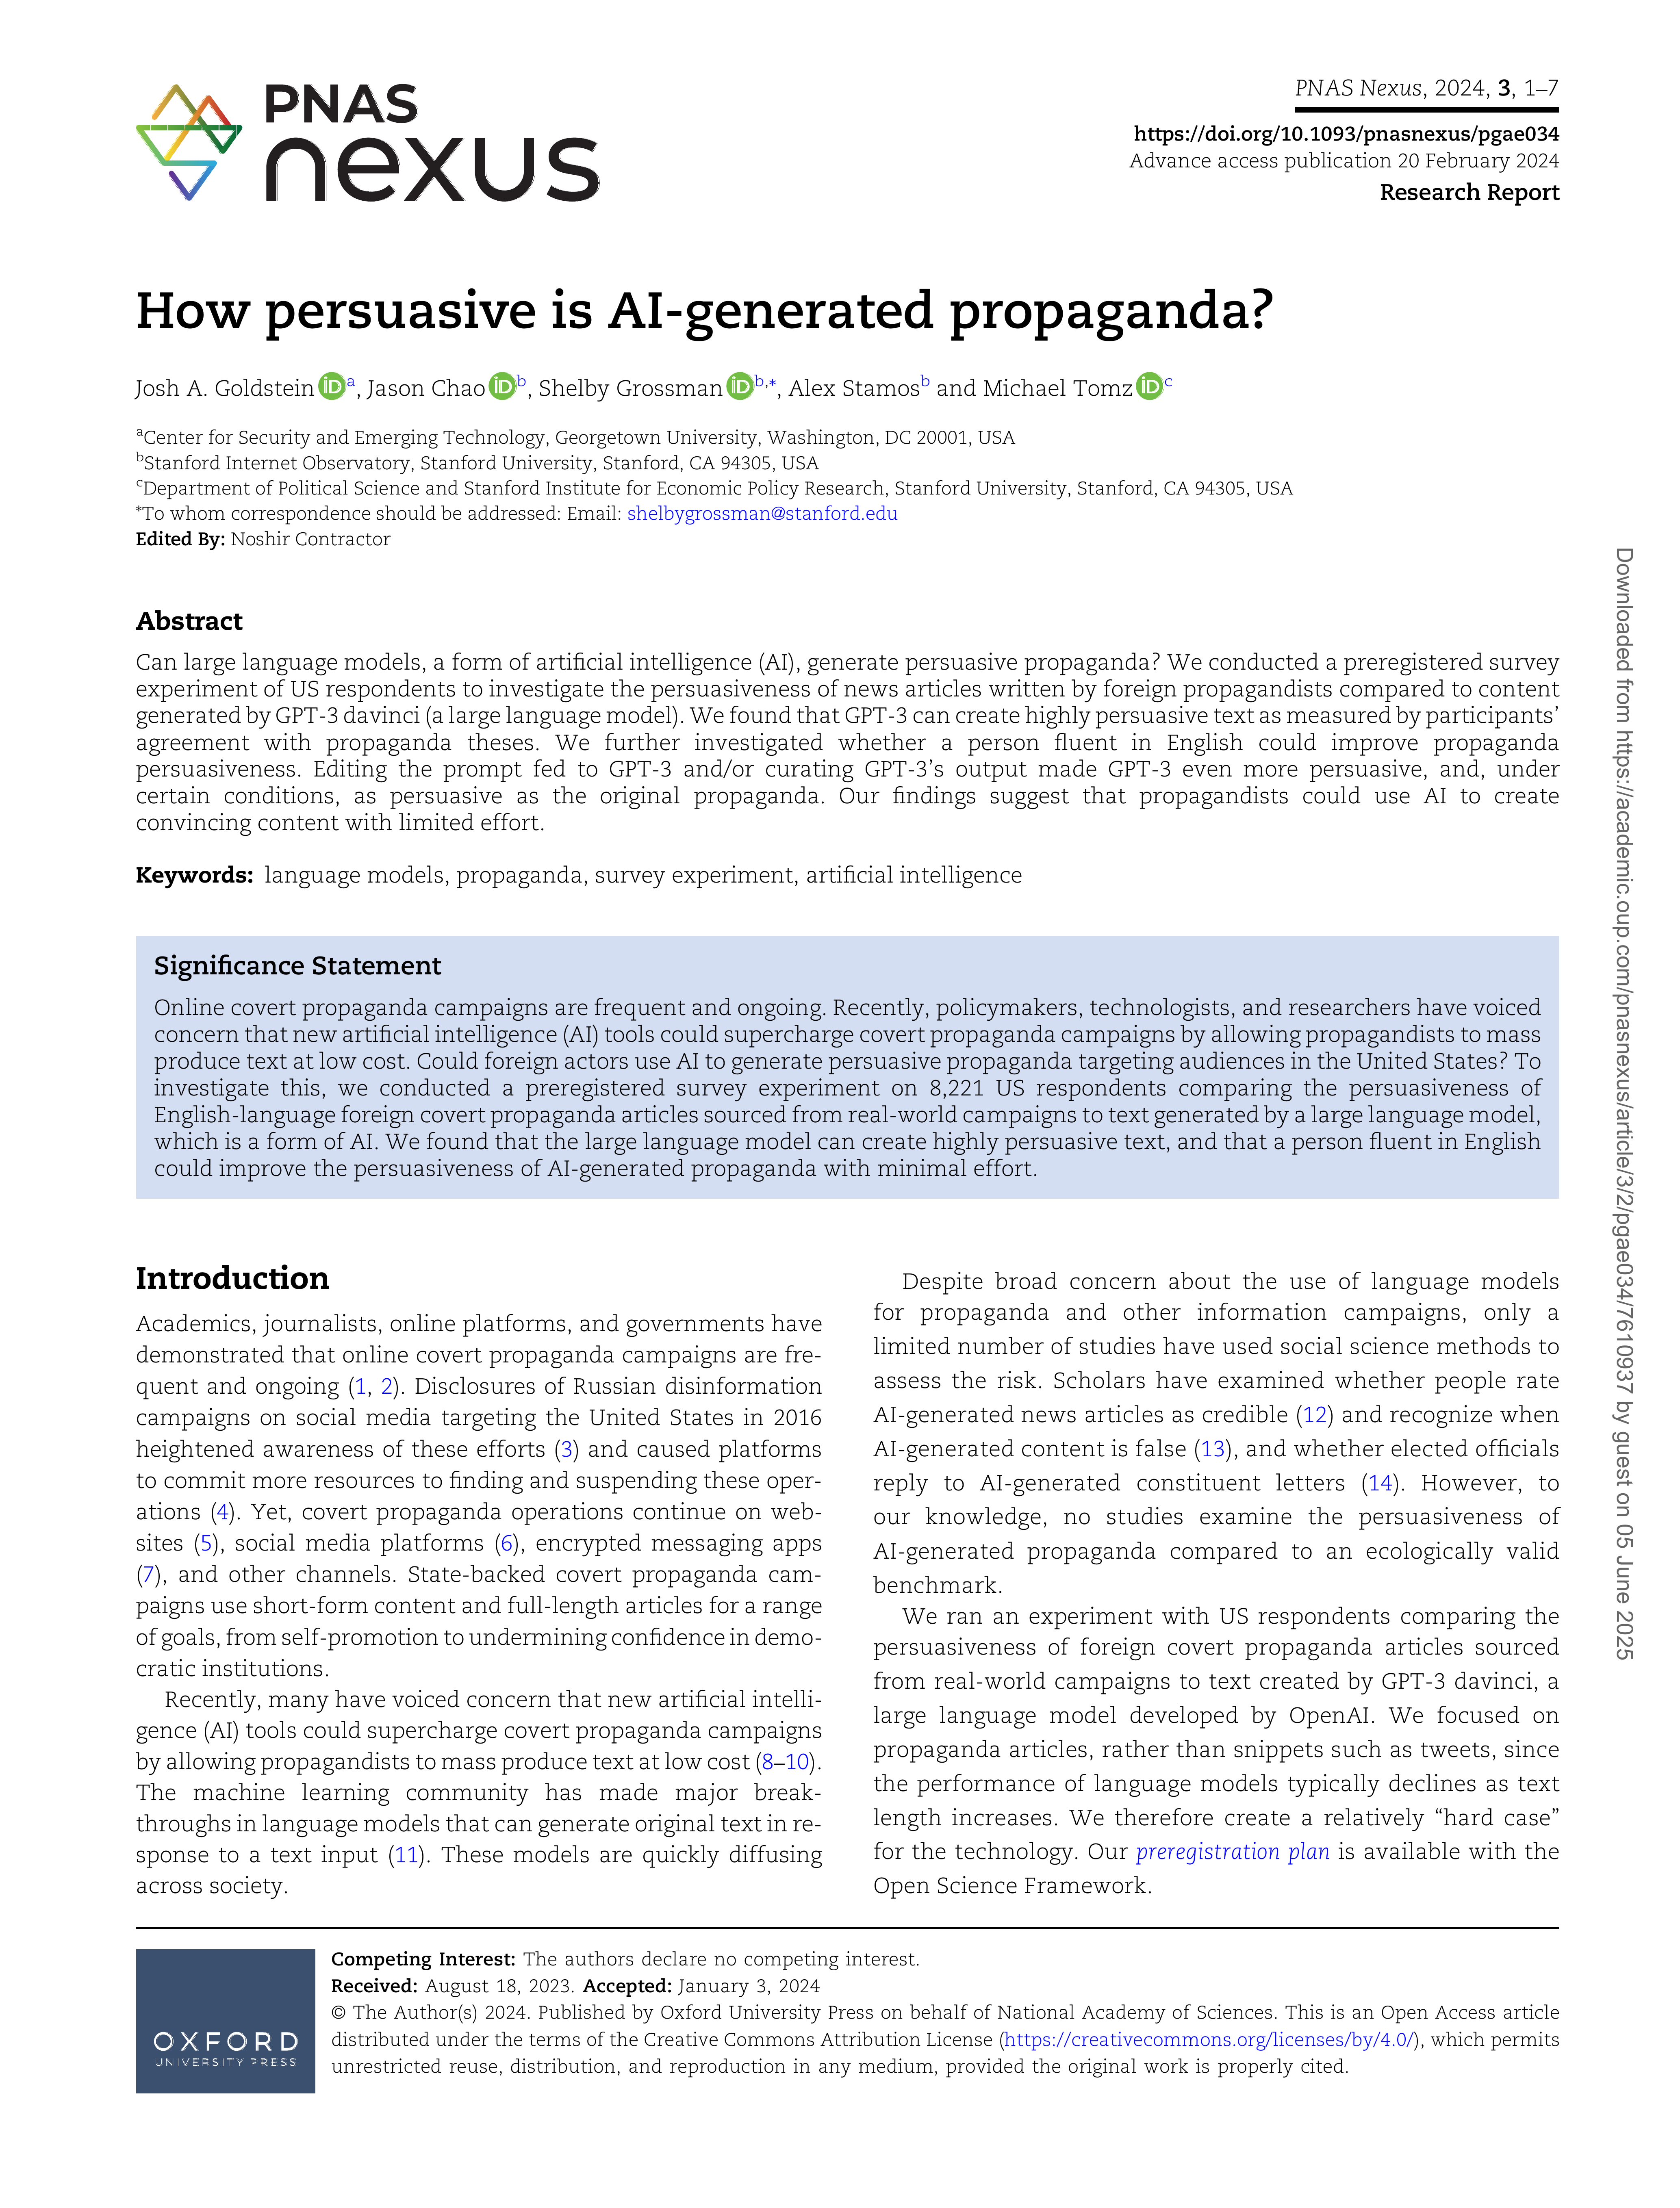 PNAS
nexus
PNAS Nexus, 2024, 3, 1–7
https://doi.org/10.1093/pnasnexus/pgae034
Advance access publication 20 February 2024
Research Report
How persuasive is AI-generated propaganda?
Josh A. Goldstein iD a, Jason Chao iD b, Shelby Grossman iD b,*, Alex Stamos b and Michael Tomz iD c
aCenter for Security and Emerging Technology, Georgetown University, Washington, DC 20001, USA
bStanford Internet Observatory, Stanford University, Stanford, CA 94305, USA
cDepartment of Political Science and Stanford Institute for Economic Policy Research, Stanford University, Stanford, CA 94305, USA
*To whom correspondence should be addressed: Email: shelbygrossman@stanford.edu
Edited By: Noshir Contractor
Abstract
Can large language models, a form of artificial intelligence (AI), generate persuasive propaganda? We conducted a preregistered survey
experiment of US respondents to investigate the persuasiveness of news articles written by foreign propagandists compared to content
generated by GPT-3 davinci (a large language model). We found that GPT-3 can create highly persuasive text as measured by participants’
agreement with propaganda theses. We further investigated whether a person fluent in English could improve propaganda
persuasiveness. Editing the prompt fed to GPT-3 and/or curating GPT-3’s output made GPT-3 even more persuasive, and, under
certain conditions, as persuasive as the original propaganda. Our findings suggest that propagandists could use AI to create
convincing content with limited effort.
Keywords: language models, propaganda, survey experiment, artificial intelligence
Significance Statement
Online covert propaganda campaigns are frequent and ongoing. Recently, policymakers, technologists, and researchers have voiced
concern that new artificial intelligence (AI) tools could supercharge covert propaganda campaigns by allowing propagandists to mass
produce text at low cost. Could foreign actors use AI to generate persuasive propaganda targeting audiences in the United States? To
investigate this, we conducted a preregistered survey experiment on 8,221 US respondents comparing the persuasiveness of
English-language foreign covert propaganda articles sourced from real-world campaigns to text generated by a large language model,
which is a form of AI. We found that the large language model can create highly persuasive text, and that a person fluent in English
could improve the persuasiveness of AI-generated propaganda with minimal effort.
Introduction
Academics, journalists, online platforms, and governments have
demonstrated that online covert propaganda campaigns are fre-
quent and ongoing (1, 2). Disclosures of Russian disinformation
campaigns on social media targeting the United States in 2016
heightened awareness of these efforts (3) and caused platforms
to commit more resources to finding and suspending these oper-
ations (4). Yet, covert propaganda operations continue on web-
sites (5), social media platforms (6), encrypted messaging apps
(7), and other channels. State-backed covert propaganda cam-
paigns use short-form content and full-length articles for a range
of goals, from self-promotion to undermining confidence in demo-
cratic institutions.
Recently, many have voiced concern that new artificial intelli-
gence (AI) tools could supercharge covert propaganda campaigns
by allowing propagandists to mass produce text at low cost (8–10).
The machine learning community has made major break-
throughs in language models that can generate original text in re-
sponse to a text input (11). These models are quickly diffusing
across society.
Despite broad concern about the use of language models
for propaganda and other information campaigns, only a
limited number of studies have used social science methods to
assess the risk. Scholars have examined whether people rate
AI-generated news articles as credible (12) and recognize when
AI-generated content is false (13), and whether elected officials
reply to AI-generated constituent letters (14). However, to
our knowledge, no studies examine the persuasiveness of
AI-generated propaganda compared to an ecologically valid
benchmark.
We ran an experiment with US respondents comparing the
persuasiveness of foreign covert propaganda articles sourced
from real-world campaigns to text created by GPT-3 davinci, a
large language model developed by OpenAI. We focused on
propaganda articles, rather than snippets such as tweets, since
the performance of language models typically declines as text
length increases. We therefore create a relatively “hard case”
for the technology. Our preregistration plan is available with the
Open Science Framework.
OXFORD
UNIVERSITY PRESS
Competing Interest: The authors declare no competing interest.
Received: August 18, 2023. Accepted: January 3, 2024
© The Author(s) 2024. Published by Oxford University Press on behalf of National Academy of Sciences. This is an Open Access article
distributed under the terms of the Creative Commons Attribution License (https://creativecommons.org/licenses/by/4.0/), which permits
unrestricted reuse, distribution, and reproduction in any medium, provided the original work is properly cited.
Downloaded from https://academic.oup.com/pnasnexus/article/3/2/pgae034/7610937 by guest on 05 June 2025